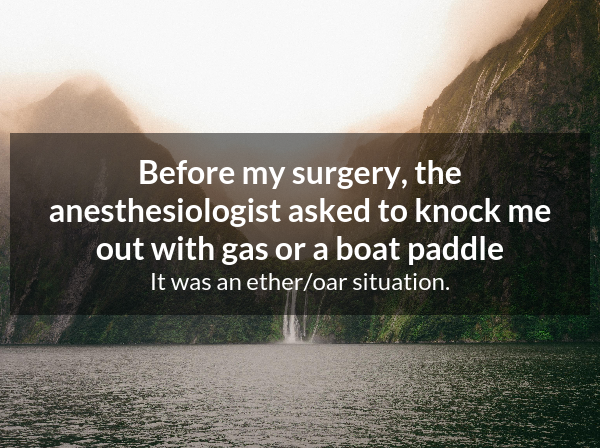 Before my surgery, the
anesthesiologist asked to knock me
out with gas or a boat paddle
It was an ether/oar situation.